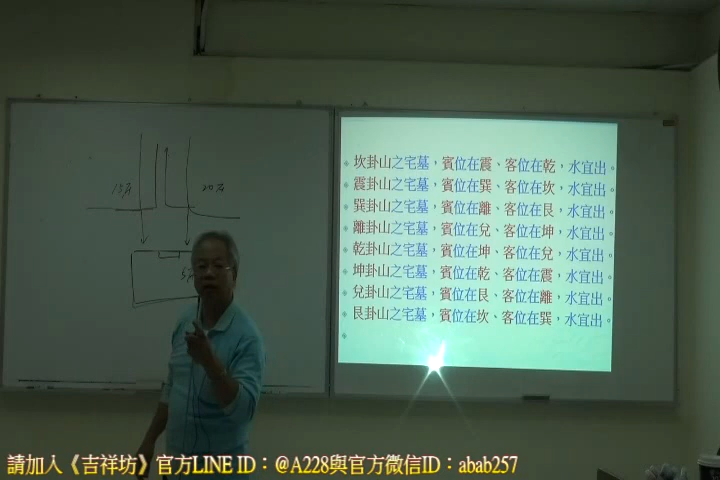 坎卦山之宅墓，賓位在震、客位在乾，水宜出。
震卦山之宅墓，賓位在巽、客位在坎，水宜出。
巽卦山之宅墓，賓位在離、客位在艮，水宜出。
離卦山之宅墓，賓位在兌、客位在坤，水宜出。
乾卦山之宅墓，賓位在坤、客位在兌，水宜出。
坤卦山之宅墓，賓位在乾、客位在震，水宜出。
兌卦山之宅墓，賓位在艮、客位在離，水宜出。
艮卦山之宅墓，賓位在坎、客位在巽，水宜出。
請加入《吉祥坊》官方LINE ID：@A228與官方微信ID：abab257